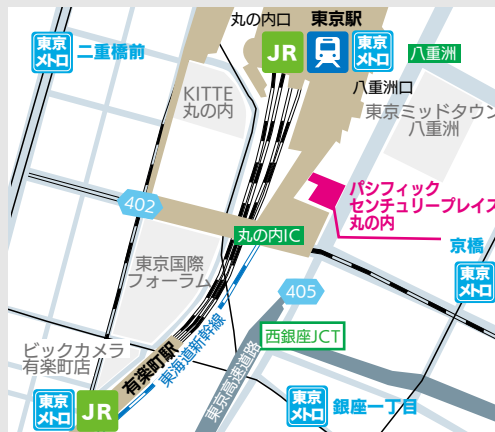 丸の内口
東京駅
東京
メトロ
二重橋前
JR
東京
メトロ
八重洲
八重洲口
KITTE
丸の内
東京ミッドタウン
八重洲
パシフィック
センチュリープレイス
丸の内
402
丸の内IC
京橋
東京
メトロ
東京国際
フォーラム
405
東海道新幹線
有楽町駅
西銀座JCT
東京高速道路
ビックカメラ
有楽町店
東京
メトロ
JR
東京
メトロ
銀座一丁目